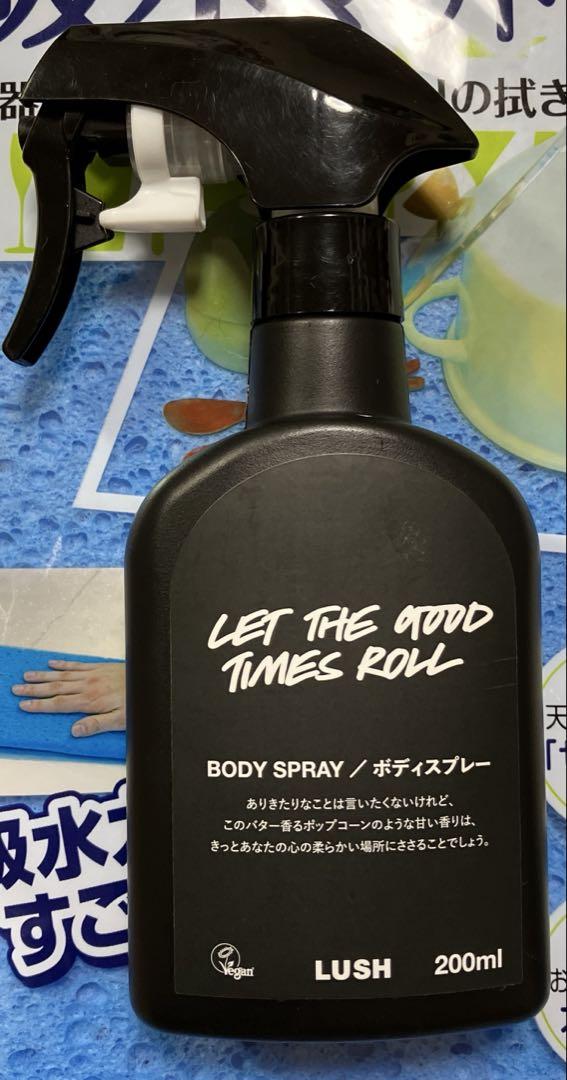 の拭き
LET THE GOOD
TIMES ROLL
BODY SPRAY / ボディスプレー
ありきたりなことは言いたくないけれど、
このバター香るポップコーンのような甘い香りは、
きっとあなたの心の柔らかい場所にささることでしょう。
Vegan
LUSH
200ml
吸水力
すご
天
お